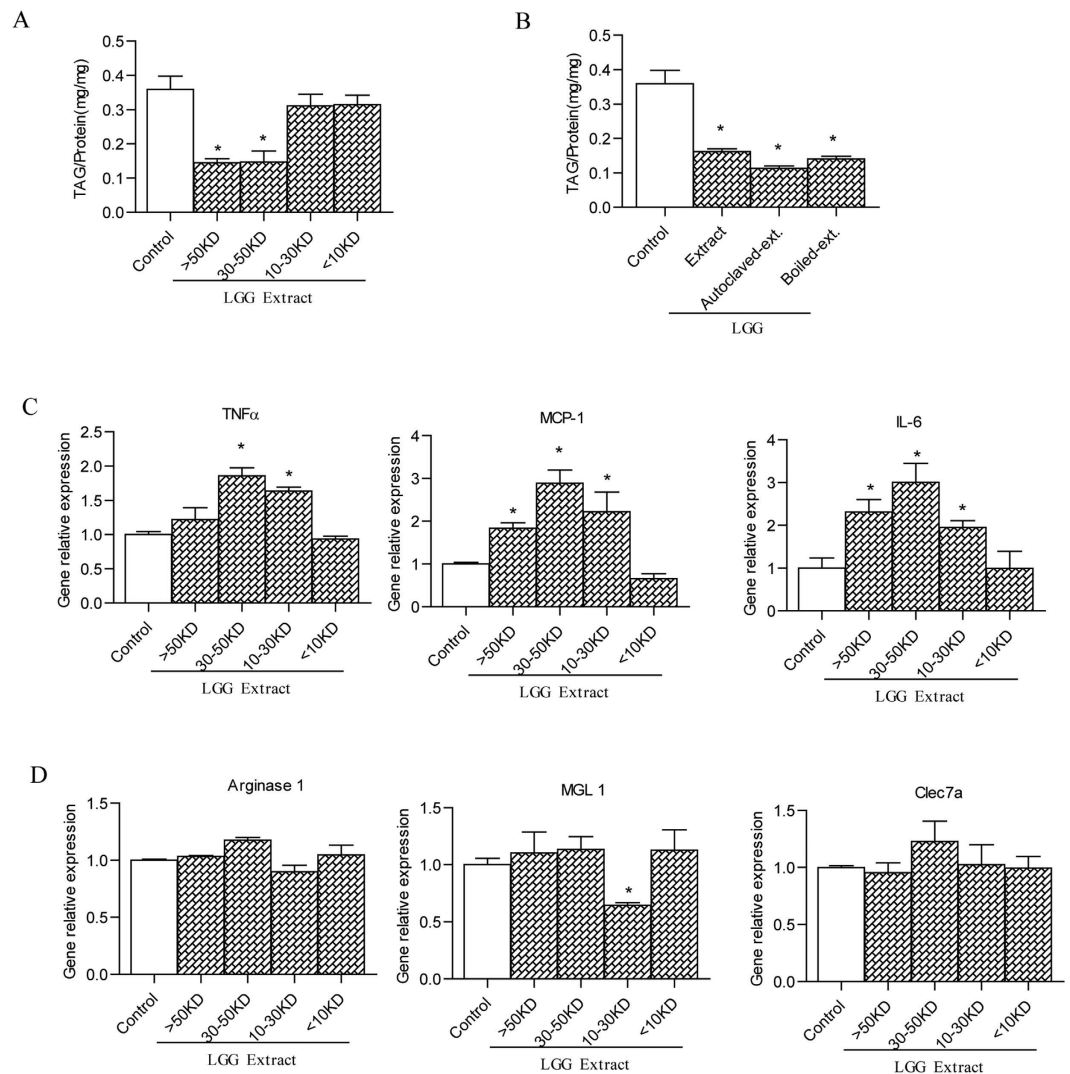 A
TAG/Protein(mg/mg)
0.5
0.4
0.3
0.2
0.1
0.0
Control
>50KD
30-50KD
10-30KD
<10KD
LGG Extract
*
*
B
TAG/Protein(mg/mg)
0.5
0.4
0.3
0.2
0.1
0.0
Control
Extract
Autoclaved-ext.
Boiled-ext.
LGG
*
*
*
C
TNFα
Gene relative expression
2.5
2.0
1.5
1.0
0.5
0.0
Control
>50KD
30-50KD
10-30KD
<10KD
LGG Extract
*
*
MCP-1
Gene relative expression
4
3
2
1
0
Control
>50KD
30-50KD
10-30KD
<10KD
LGG Extract
*
*
*
IL-6
Gene relative expression
4
3
2
1
0
Control
>50KD
30-50KD
10-30KD
<10KD
LGG Extract
*
*
*
D
Arginase 1
Gene relative expression
1.5
1.0
0.5
0.0
Control
>50KD
30-50KD
10-30KD
<10KD
LGG Extract
MGL 1
Gene relative expression
1.5
1.0
0.5
0.0
Control
>50KD
30-50KD
10-30KD
<10KD
LGG Extract
*
Clec7a
Gene relative expression
1.5
1.0
0.5
0.0
Control
>50KD
30-50KD
10-30KD
<10KD
LGG Extract